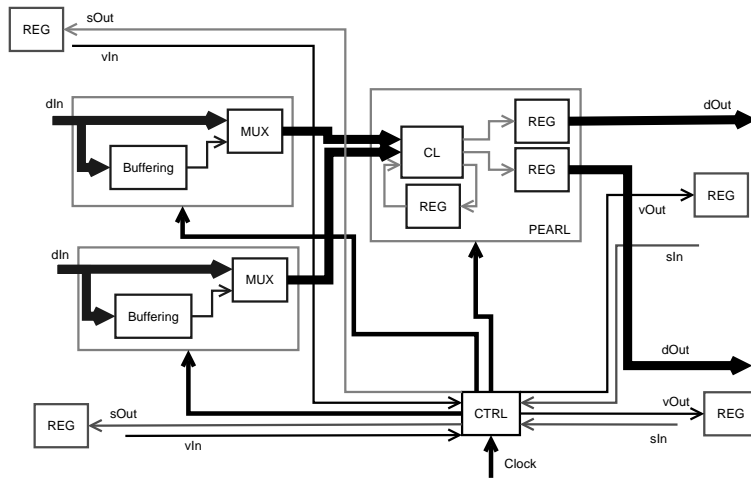 sOut
REG
vIn
dIn
MUX
Buffering
CL
REG
REG
REG
PEARL
dOut
vOut
REG
sIn
dIn
MUX
Buffering
dOut
sOut
REG
vIn
CTRL
vOut
REG
sIn
Clock